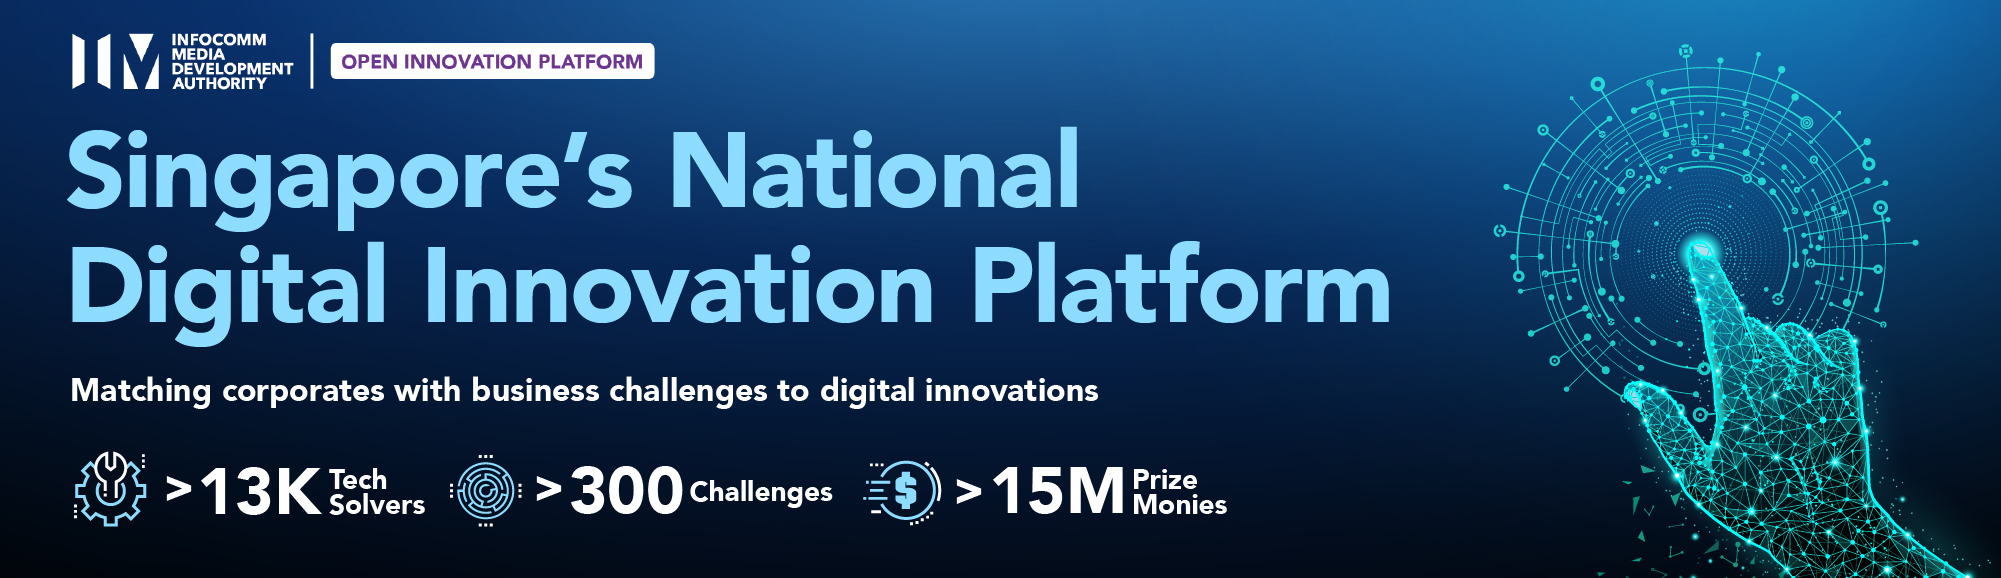 INFOCOMM
MEDIA
DEVELOPMENT
AUTHORITY
OPEN INNOVATION PLATFORM
Singapore’s National
Digital Innovation Platform
Matching corporates with business challenges to digital innovations
>13K Tech
Solvers
>300 Challenges
>15M Prize
Monies